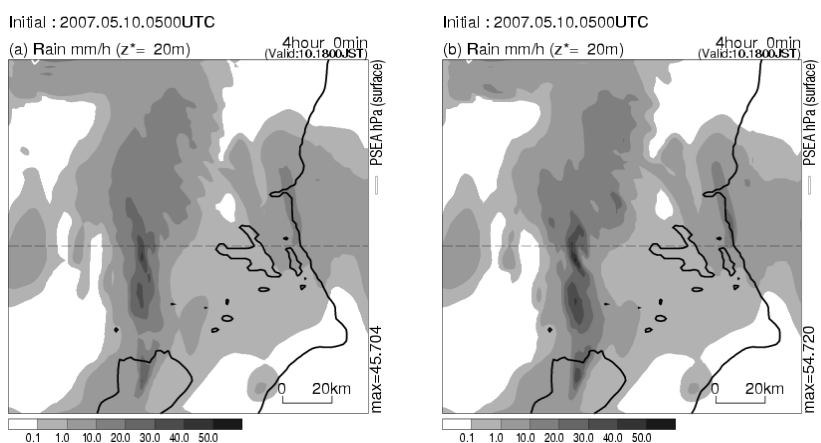 Initial : 2007.05.10.0500UTC
(a) Rain mm/h (z*= 20m)
4hour 0min
(Valid:10.1800JST)
PSEA hPa (surface)
max=45.704
0 20km
0.1 1.0 10.0 20.0 30.0 40.0 50.0
Initial : 2007.05.10.0500UTC
(b) Rain mm/h (z*= 20m)
4hour 0min
(Valid:10.1800JST)
PSEA hPa (surface)
max=54.720
0 20km
0.1 1.0 10.0 20.0 30.0 40.0 50.0